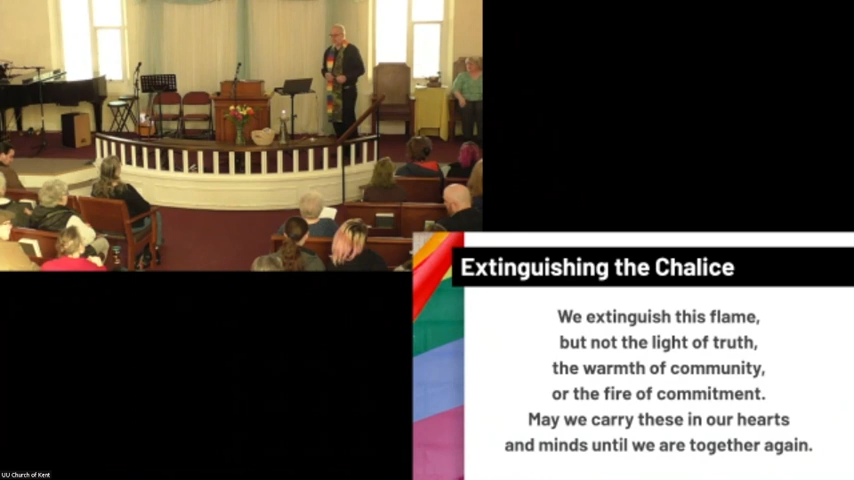 Extinguishing the Chalice
We extinguish this flame,
but not the light of truth,
the warmth of community,
or the fire of commitment.
May we carry these in our hearts
and minds until we are together again.
UU Church of Kent